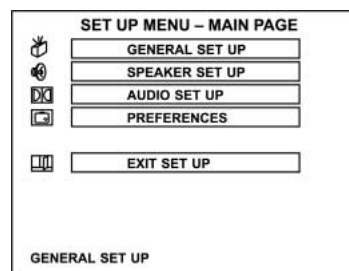 SET UP MENU – MAIN PAGE
GENERAL SET UP
SPEAKER SET UP
AUDIO SET UP
PREFERENCES
EXIT SET UP
GENERAL SET UP